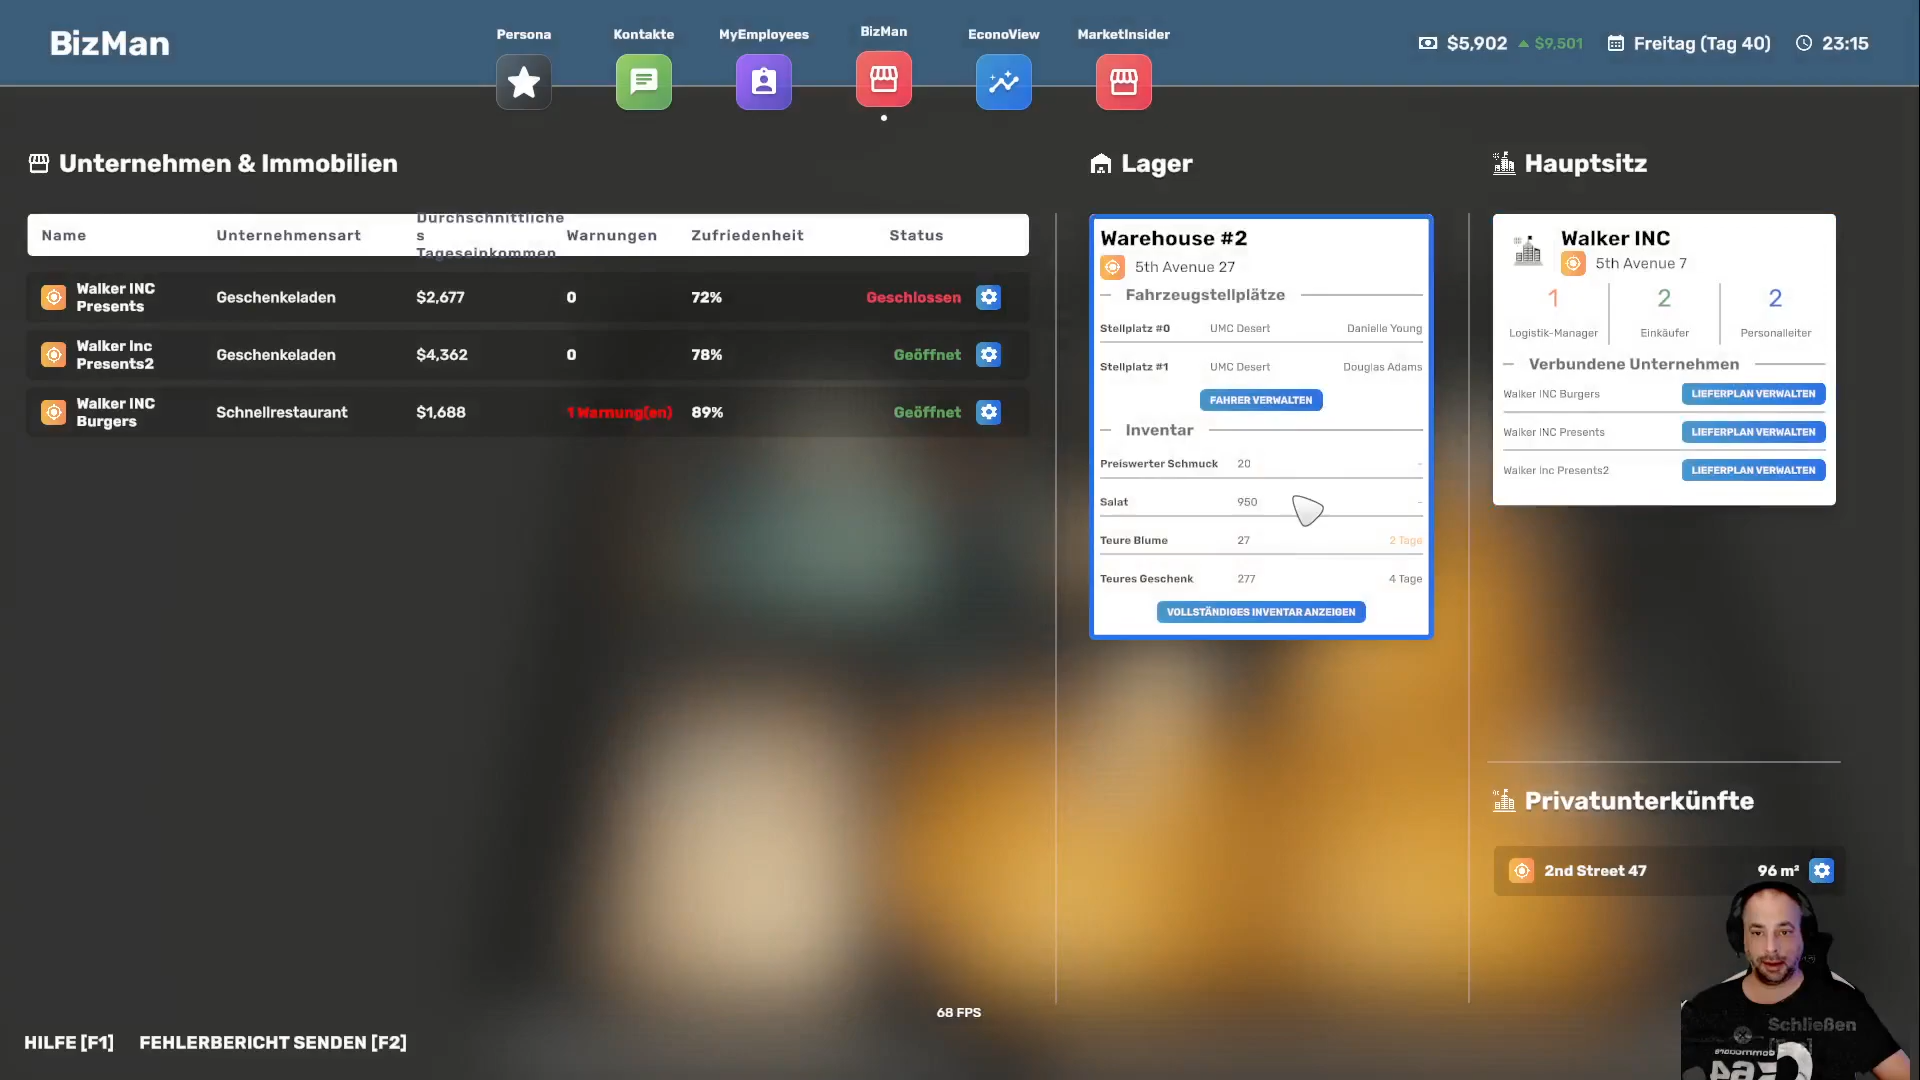 BizMan
Persona
Kontakte
MyEmployees
BizMan
EconoView
MarketInsider
$5,902
$9,501
Freitag (Tag 40)
23:15
Unternehmen & Immobilien
Name
Unternehmensart
Durchschnittliche
s
Tageseinkommen
Warnungen
Zufriedenheit
Status
Walker INC
Presents
Geschenkeladen
$2,677
0
72%
Geschlossen
Walker Inc
Presents2
Geschenkeladen
$4,362
0
78%
Geöffnet
Walker INC
Burgers
Schnellrestaurant
$1,688
1 Warnung(en)
89%
Geöffnet
Lager
Warehouse #2
5th Avenue 27
Fahrzeugstellplätze
Stellplatz #0 UMC Desert Danielle Young
Stellplatz #1 UMC Desert Douglas Adams
FAHRER VERWALTEN
Inventar
Preiswerter Schmuck 20 -
Salat 950 -
Teure Blume 27 2 Tage
Teures Geschenk 277 4 Tage
VOLLSTÄNDIGES INVENTAR ANZEIGEN
Hauptsitz
Walker INC
5th Avenue 7
1
2
2
Logistik-Manager
Einkäufer
Personalleiter
Verbundene Unternehmen
Walker INC Burgers LIEFERPLAN VERWALTEN
Walker INC Presents LIEFERPLAN VERWALTEN
Walker Inc Presents2 LIEFERPLAN VERWALTEN
Privatunterkünfte
2nd Street 47
96 m²
68 FPS
HILFE [F1]
FEHLERBERICHT SENDEN [F2]
Schließen